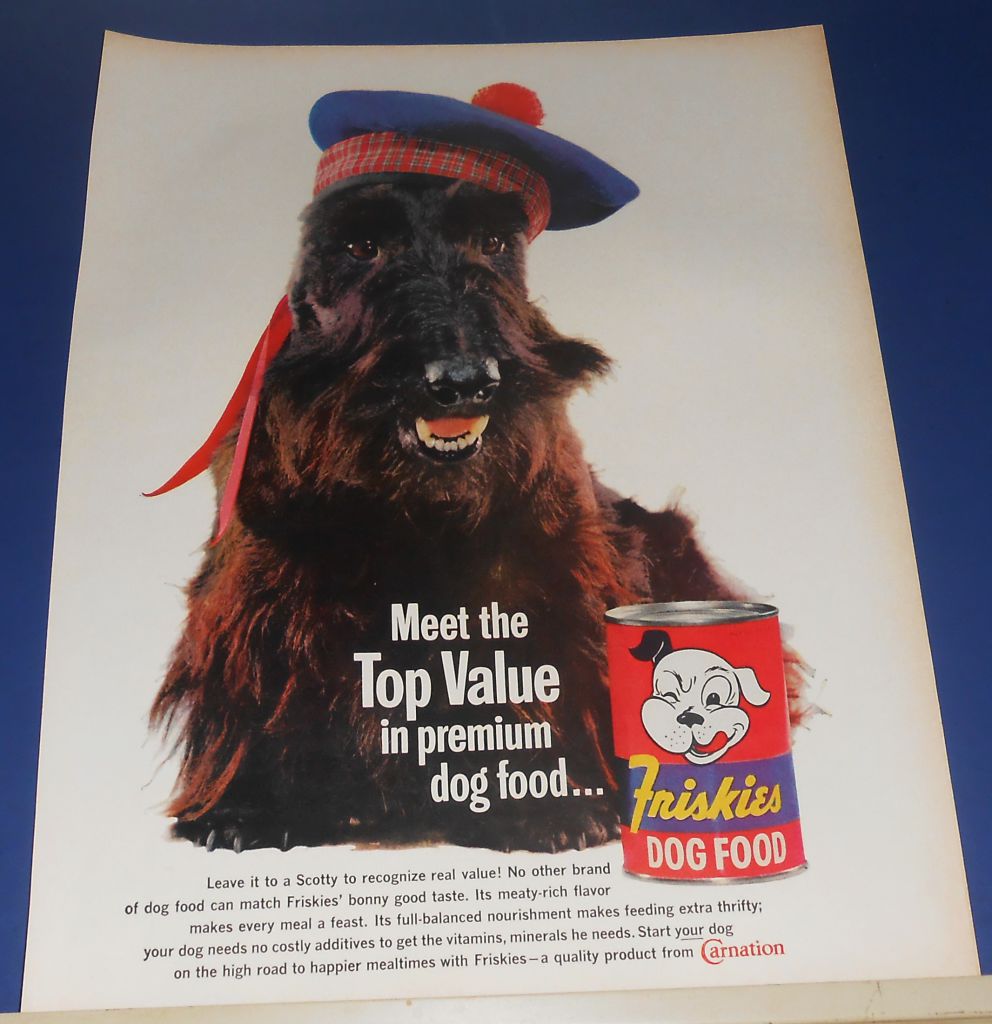 Meet the
Top Value
in premium
dog food...
Friskies
DOG FOOD
Leave it to a Scotty to recognize real value! No other brand
of dog food can match Friskies' bonny good taste. Its meaty-rich flavor
makes every meal a feast. Its full-balanced nourishment makes feeding extra thrifty;
your dog needs no costly additives to get the vitamins, minerals he needs. Start your dog
on the high road to happier mealtimes with Friskies—a quality product from Carnation